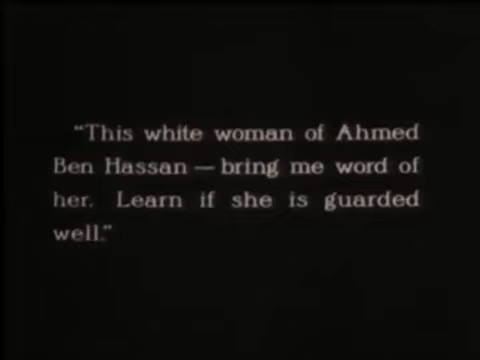 “This white woman of Ahmed
Ben Hassan — bring me word of
her. Learn if she is guarded
well.”